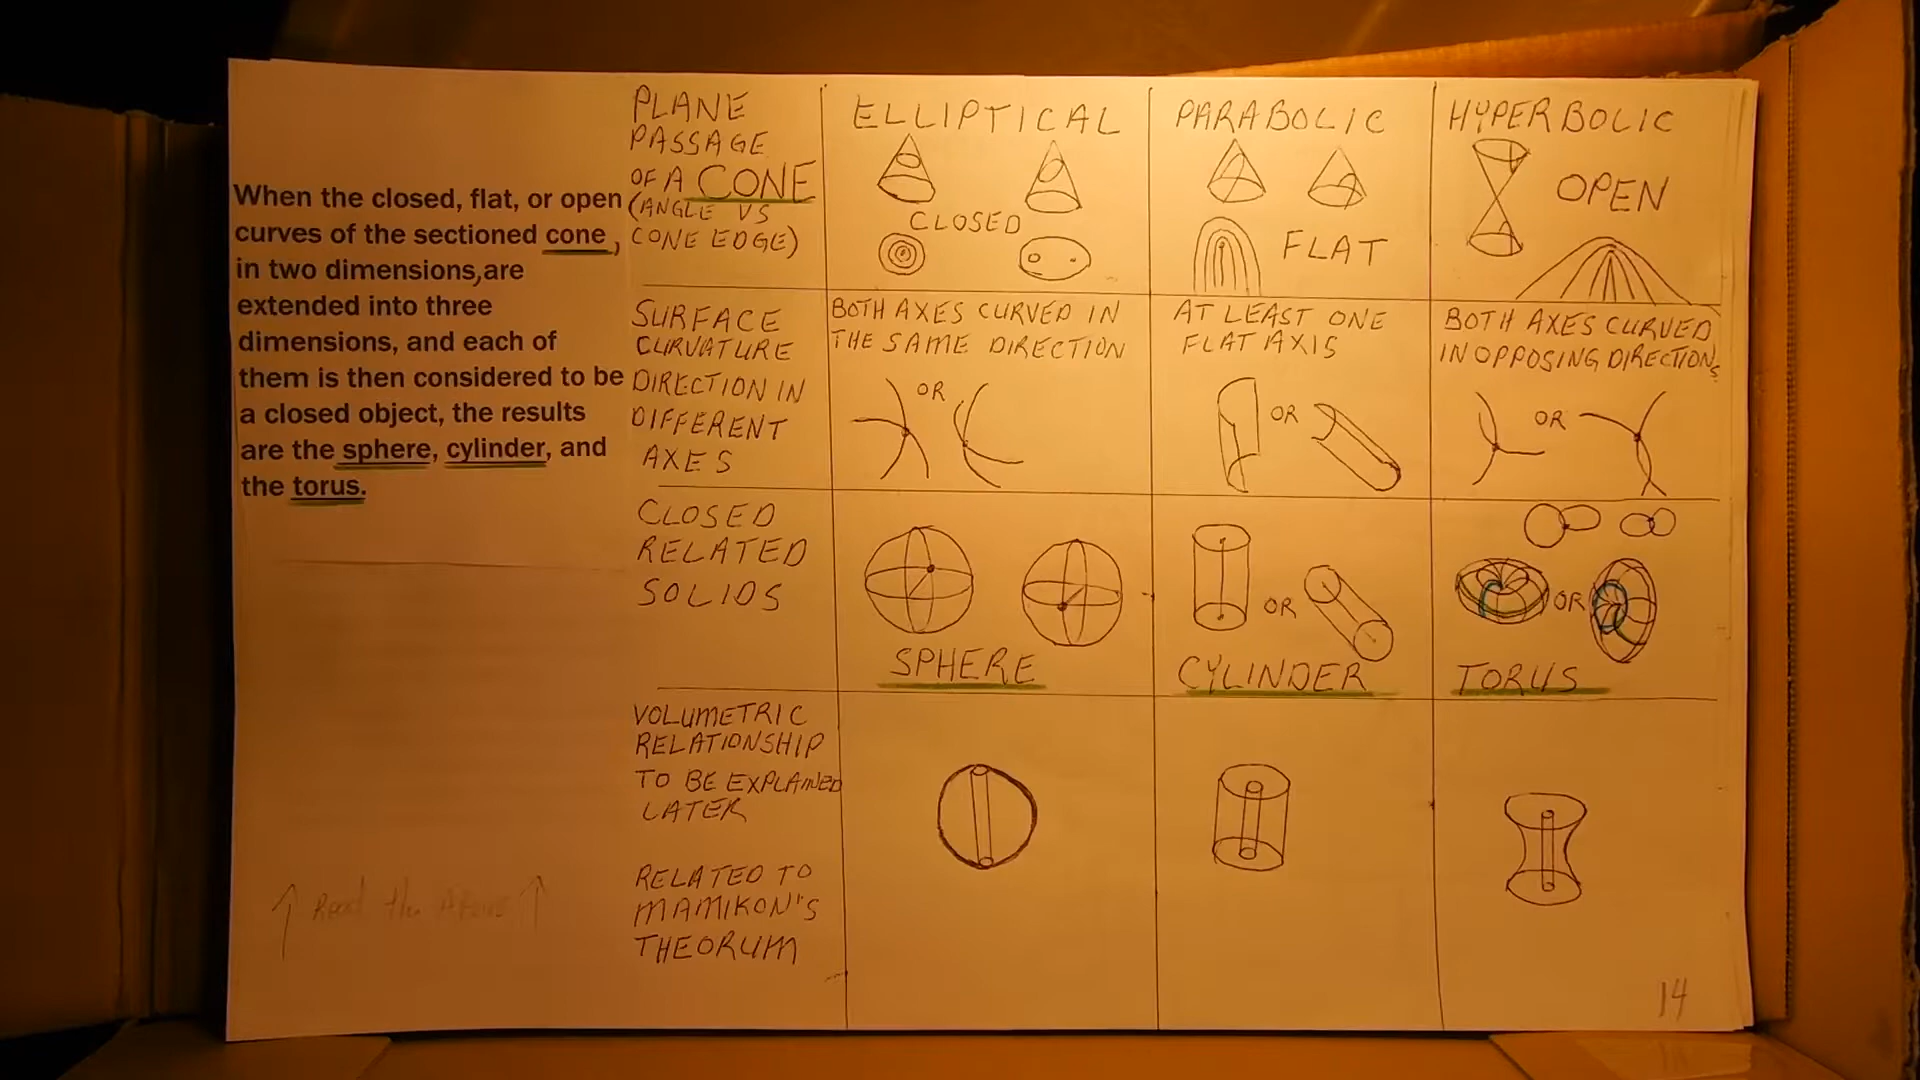 When the closed, flat, or open
curves of the sectioned cone,
in two dimensions, are
extended into three
dimensions, and each of
them is then considered to be
a closed object, the results
are the sphere, cylinder, and
the torus.
↑ Read the Above ↑
PLANE
PASSAGE
OF A CONE
(ANGLE VS
CONE EDGE)
ELLIPTICAL
CLOSED
PARABOLIC
FLAT
HYPERBOLIC
OPEN
SURFACE
CURVATURE
DIRECTION IN
DIFFERENT
AXES
BOTH AXES CURVED IN
THE SAME DIRECTION
OR
AT LEAST ONE
FLAT AXIS
OR
BOTH AXES CURVED
IN OPPOSING DIRECTIONS
OR
CLOSED
RELATED
SOLIDS
SPHERE
OR
CYLINDER
OR
TORUS
VOLUMETRIC
RELATIONSHIP
TO BE EXPLAINED
LATER
RELATED TO
MAMIKON'S
THEORUM
14